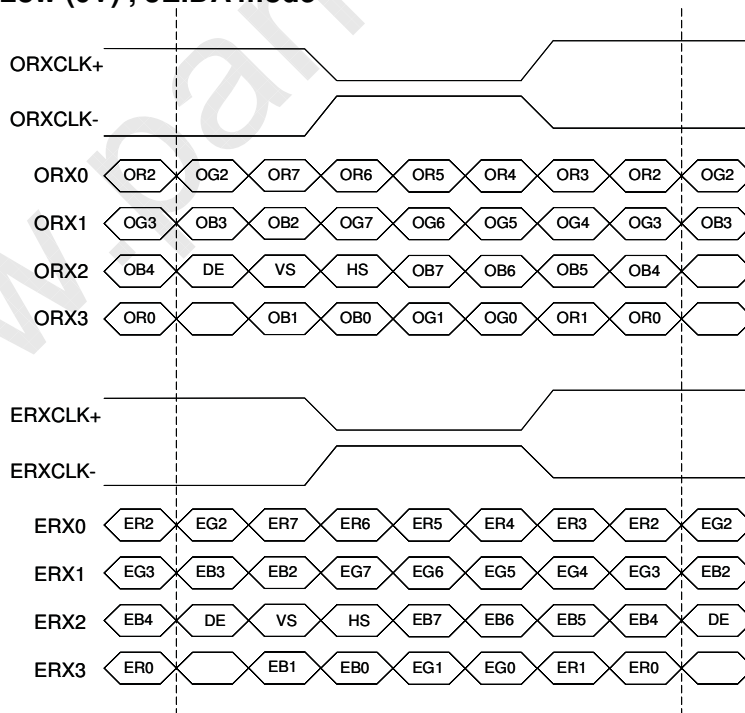 ORXCLK+
ORXCLK-
ORX0 OR2 OG2 OR7 OR6 OR5 OR4 OR3 OR2 OG2
ORX1 OG3 OB3 OB2 OG7 OG6 OG5 OG4 OG3 OB3
ORX2 OB4 DE VS HS OB7 OB6 OB5 OB4
ORX3 OR0 OB1 OB0 OG1 OG0 OR1 OR0
ERXCLK+
ERXCLK-
ERX0 ER2 EG2 ER7 ER6 ER5 ER4 ER3 ER2 EG2
ERX1 EG3 EB3 EB2 EG7 EG6 EG5 EG4 EG3 EB2
ERX2 EB4 DE VS HS EB7 EB6 EB5 EB4 DE
ERX3 ER0 EB1 EB0 EG1 EG0 ER1 ER0